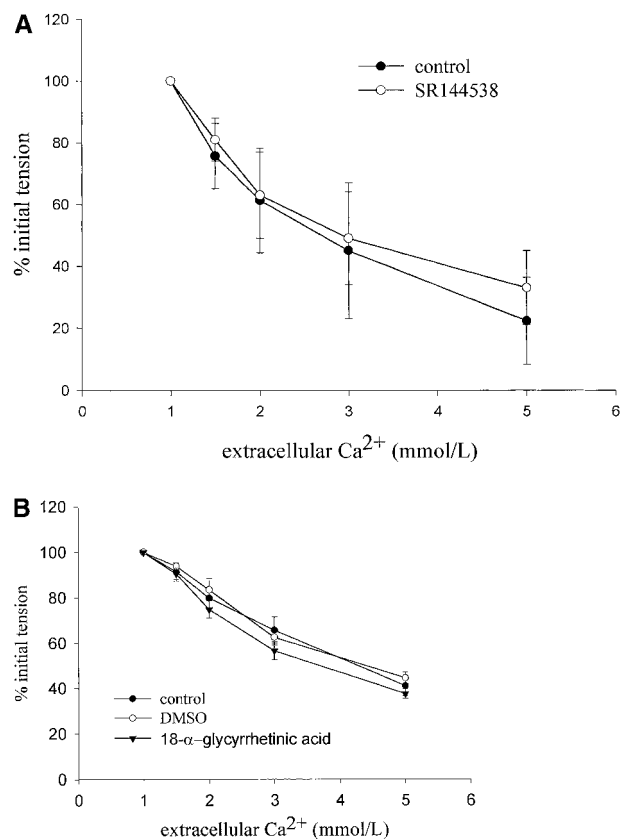 A
120
100
80
60
40
20
0
% initial tension
control
SR144538
0 1 2 3 4 5 6
extracellular Ca2+ (mmol/L)
B
120
100
80
60
40
20
0
% initial tension
control
DMSO
18-α–glycyrrhetinic acid
0 1 2 3 4 5 6
extracellular Ca2+ (mmol/L)